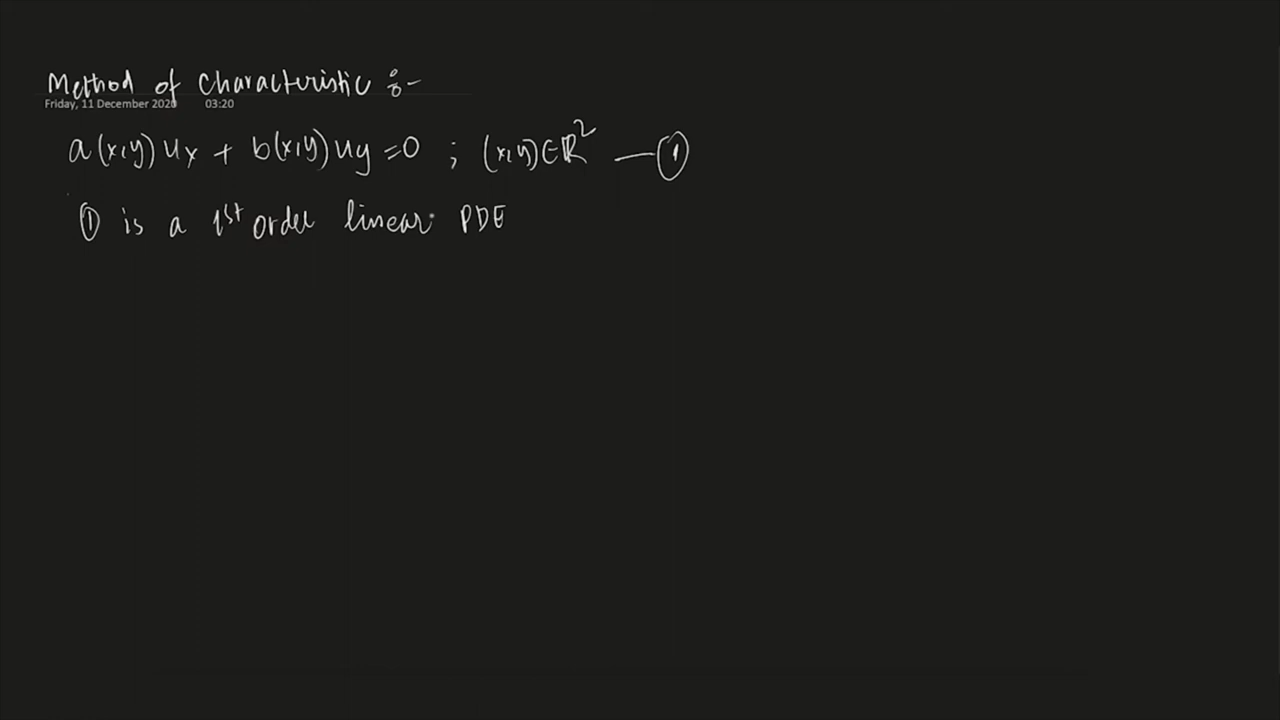 Method of Characteristic :-
Friday, 11 December 2020 03:20
a(x,y)ux + b(x,y)uy =0 ; (x,y)∈ℝ² —①
① is a 1st order linear PDE